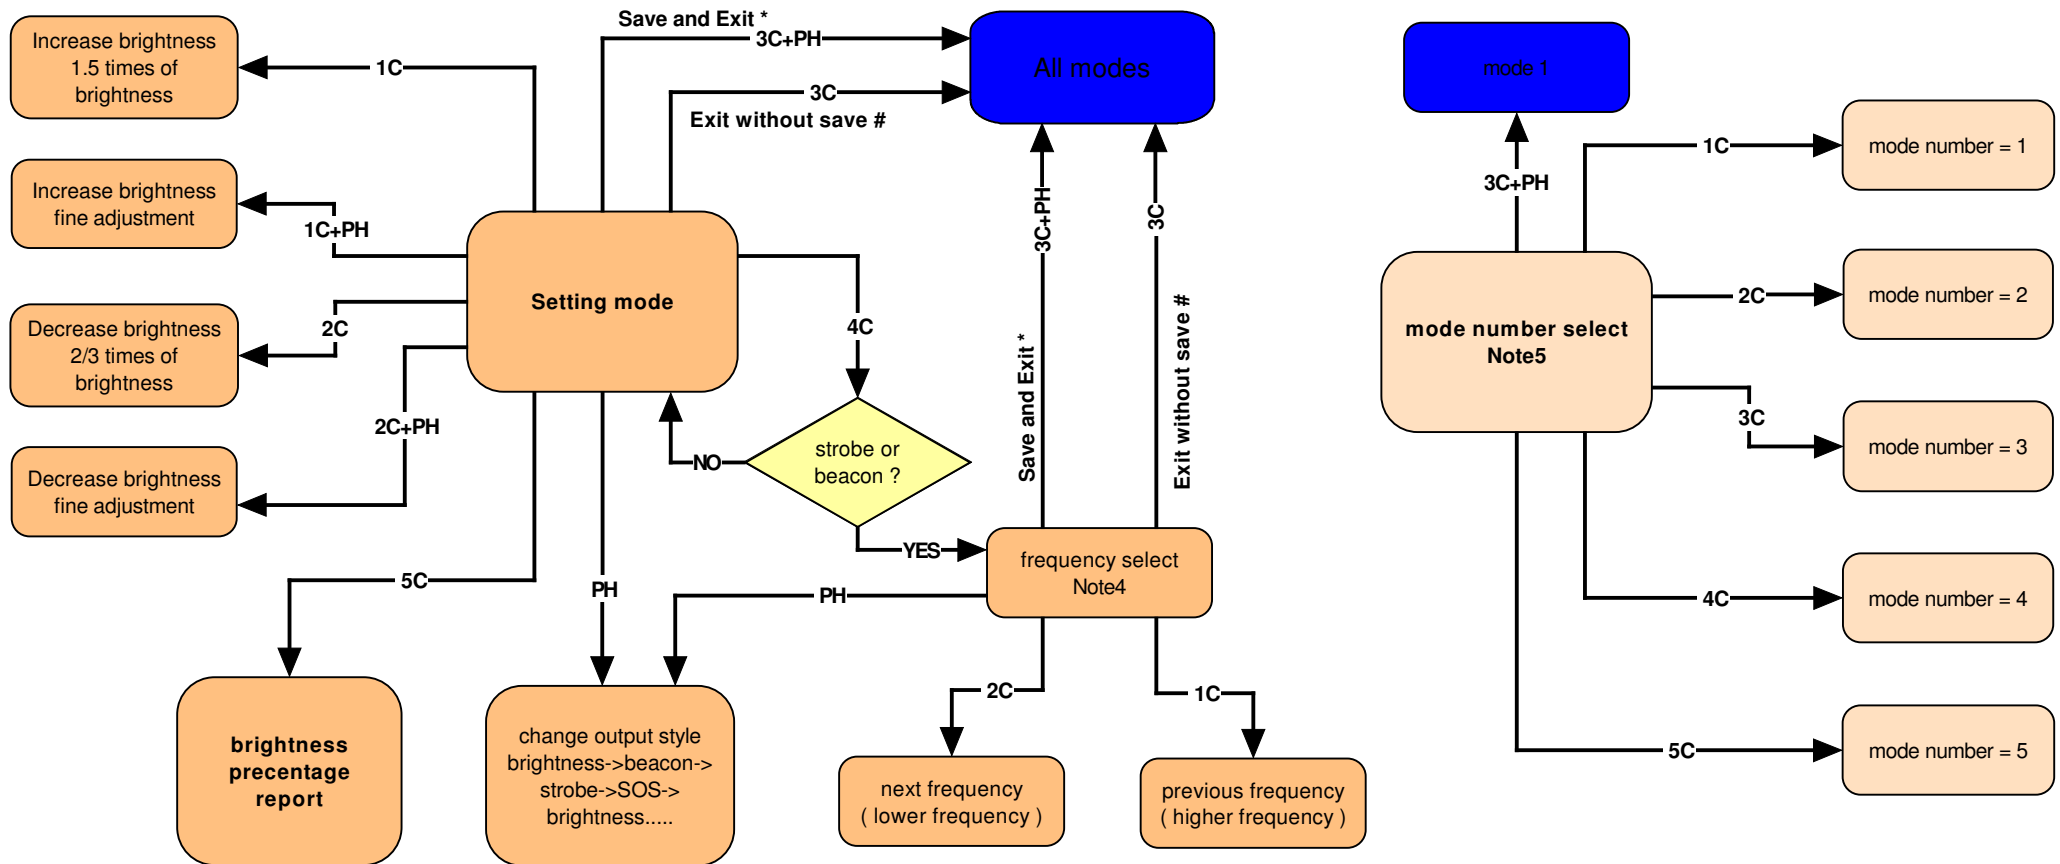 Save and Exit *
3C+PH
Increase brightness
1.5 times of
brightness
1C
All modes
mode 1
3C
Exit without save #
Increase brightness
fine adjustment
1C+PH
Setting mode
Decrease brightness
2/3 times of
brightness
2C
4C
2C+PH
Decrease brightness
fine adjustment
NO
strobe or
beacon ?
YES
3C+PH
Save and Exit *
3C
Exit without save #
frequency select
Note4
5C
PH
PH
brightness
precentage
report
change output style
brightness->beacon->
strobe->SOS->
brightness.....
2C
1C
next frequency
( lower frequency )
previous frequency
( higher frequency )
3C+PH
1C
mode number = 1
mode number select
Note5
2C
mode number = 2
3C
mode number = 3
4C
mode number = 4
5C
mode number = 5